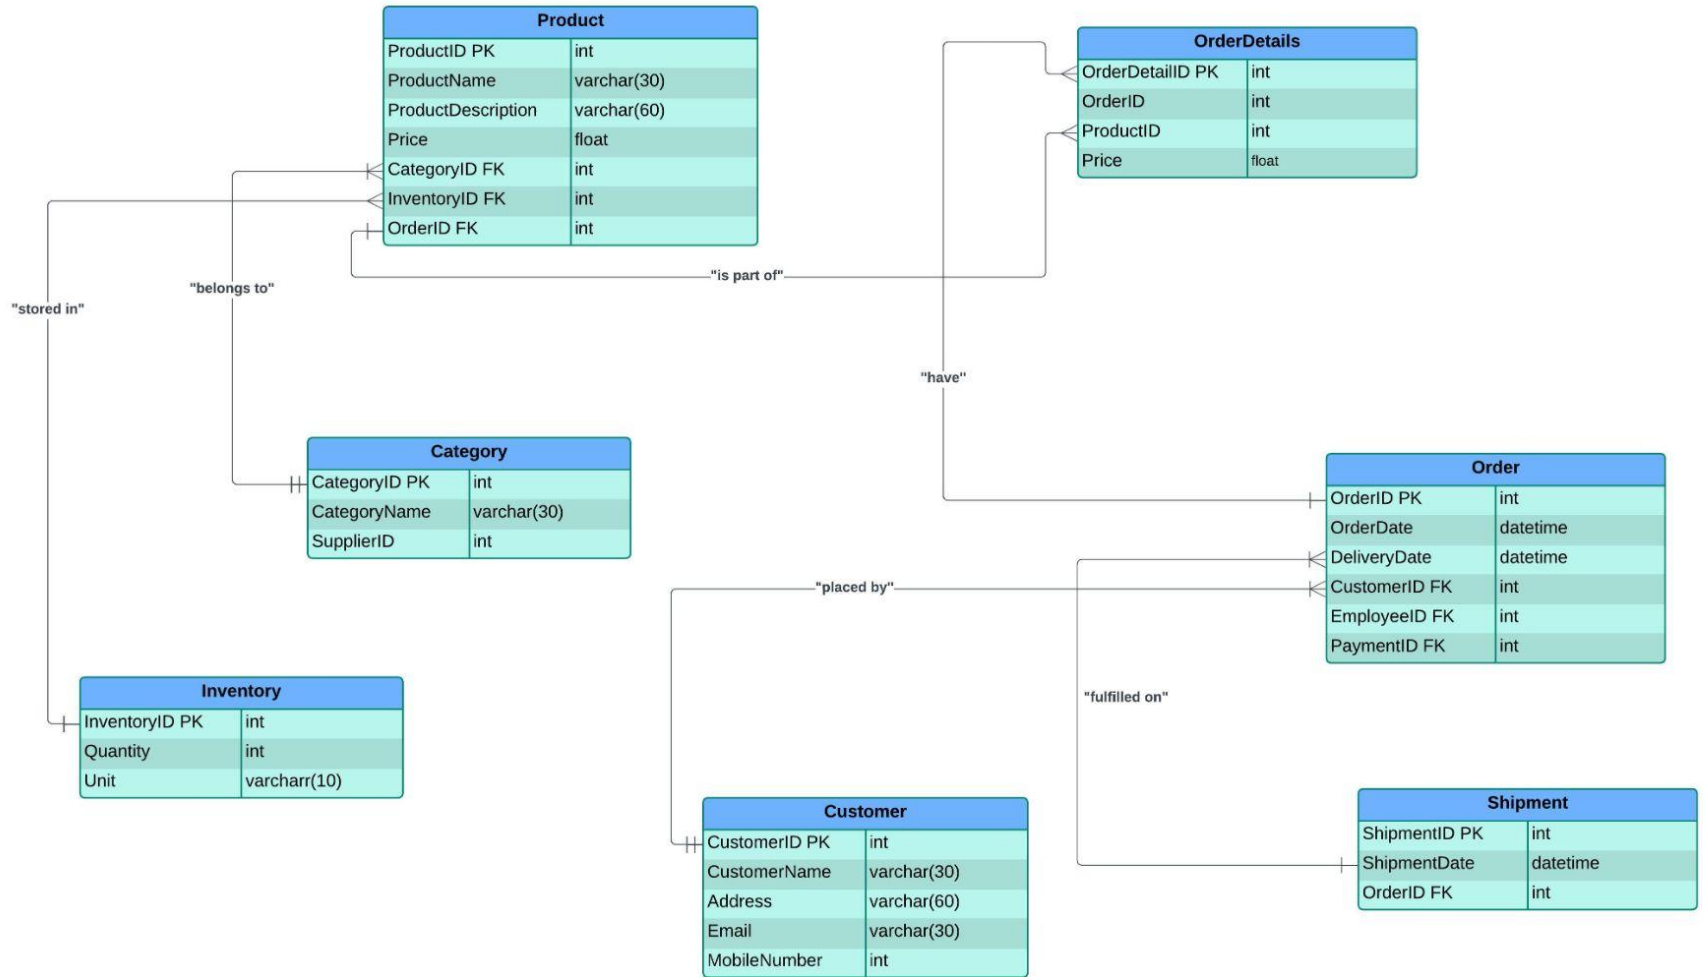 Product
ProductID PK int
ProductName varchar(30)
ProductDescription varchar(60)
Price float
CategoryID FK int
InventoryID FK int
OrderID FK int
OrderDetails
OrderDetailID PK int
OrderID int
ProductID int
Price float
"is part of"
"belongs to"
"stored in"
"have"
Category
CategoryID PK int
CategoryName varchar(30)
SupplierID int
Order
OrderID PK int
OrderDate datetime
DeliveryDate datetime
CustomerID FK int
EmployeeID FK int
PaymentID FK int
"placed by"
"fulfilled on"
Inventory
InventoryID PK int
Quantity int
Unit varcharr(10)
Customer
CustomerID PK int
CustomerName varchar(30)
Address varchar(60)
Email varchar(30)
MobileNumber int
Shipment
ShipmentID PK int
ShipmentDate datetime
OrderID FK int